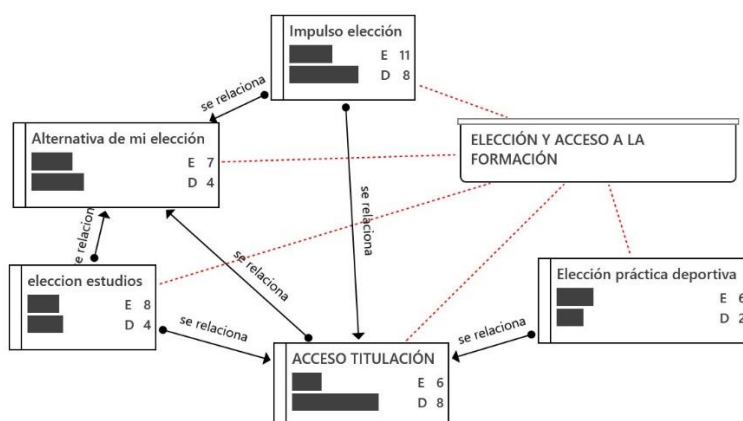 Impulso elección
E 11
D 8
se relaciona
Alternativa de mi elección
E 7
D 4
ELECCIÓN Y ACCESO A LA
FORMACIÓN
se relaciona
se relacion
se relaciona
eleccion estudios
E 8
D 4
Elección práctica deportiva
E 6
D 2
se relaciona
se relaciona
ACCESO TITULACIÓN
E 6
D 8